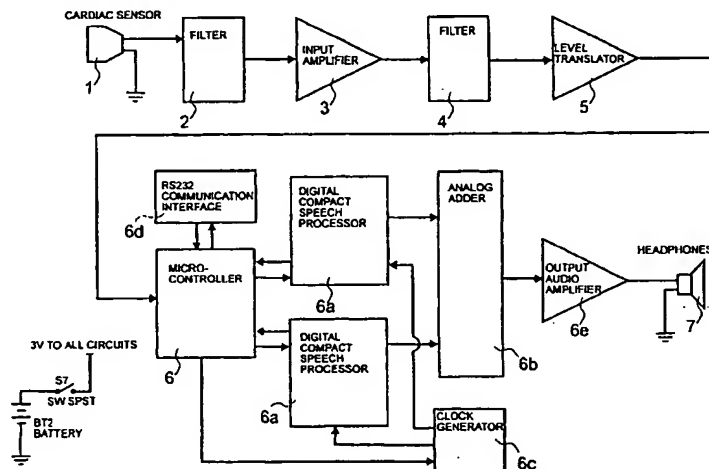 CARDIAC SENSOR
1
FILTER
2
INPUT
AMPLIFIER
3
FILTER
4
LEVEL
TRANSLATOR
5
RS232
COMMUNICATION
INTERFACE
6d
MICRO-
CONTROLLER
6
DIGITAL
COMPACT
SPEECH
PROCESSOR
6a
DIGITAL
COMPACT
SPEECH
PROCESSOR
6a
ANALOG
ADDER
6b
OUTPUT
AUDIO
AMPLIFIER
6e
HEADPHONES
7
CLOCK
GENERATOR
6c
3V TO ALL CIRCUITS
S7
SW SPST
BT2
BATTERY